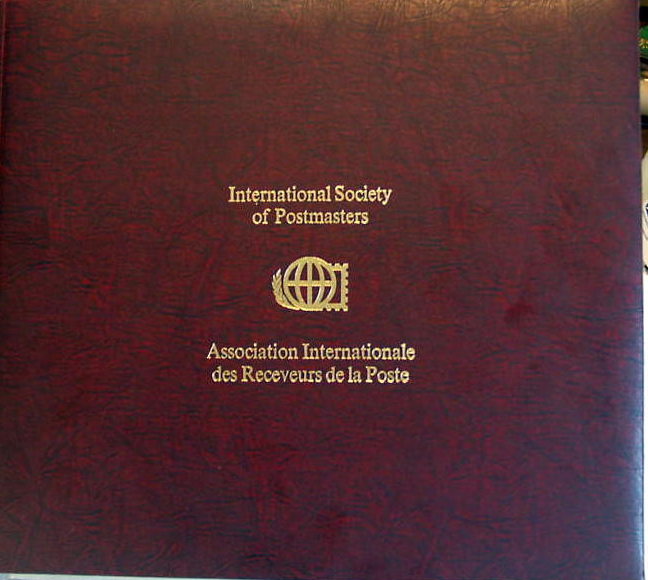 International Society
of Postmasters
Association Internationale
des Receveurs de la Poste